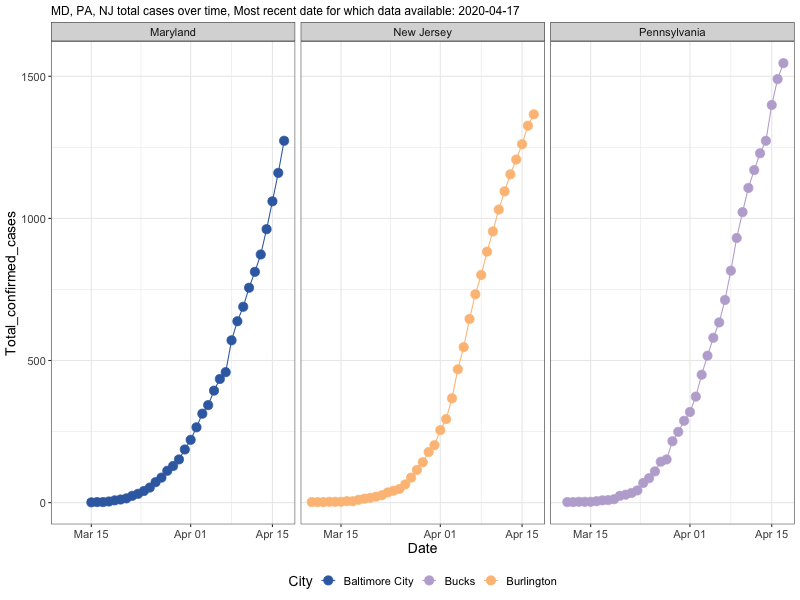 MD, PA, NJ total cases over time, Most recent date for which data available: 2020-04-17
Maryland New Jersey Pennsylvania
1500
1000
500
0
Total_confirmed_cases
Mar 15 Apr 01 Apr 15 Mar 15 Apr 01 Apr 15 Mar 15 Apr 01 Apr 15
Date
City Baltimore City Bucks Burlington